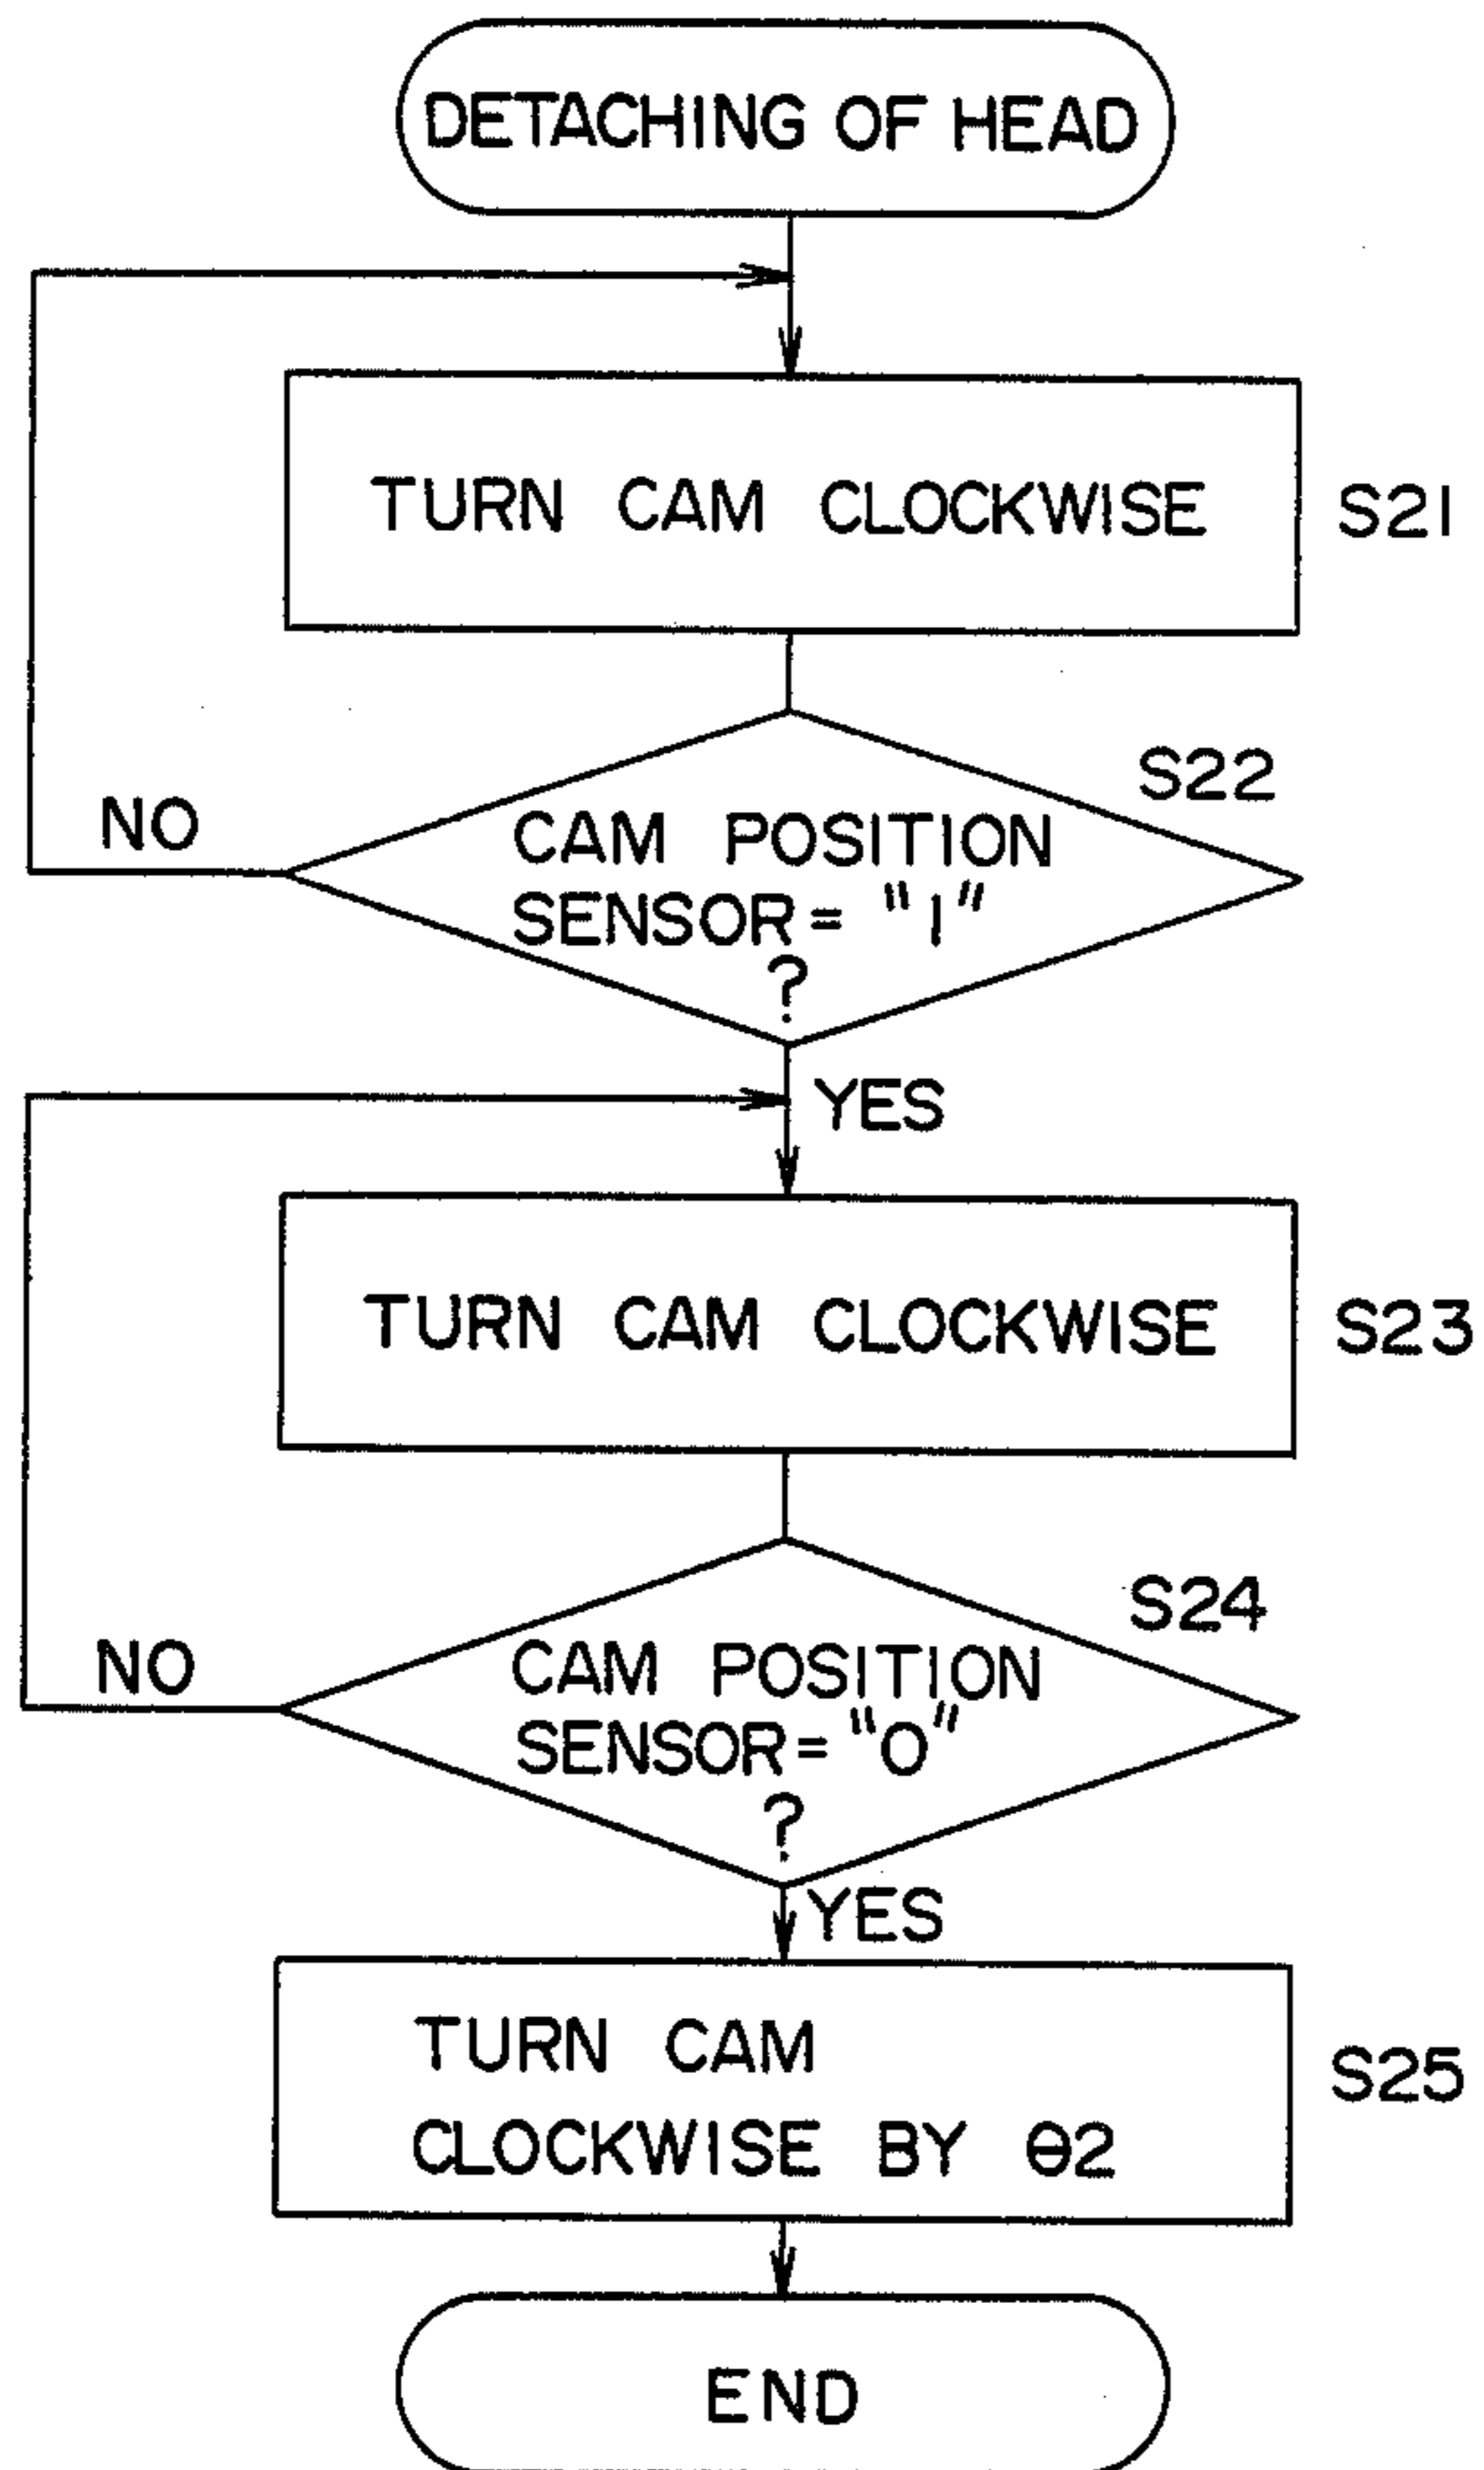 DETACHING OF HEAD
TURN CAM CLOCKWISE
S21
S22
NO
CAM POSITION
SENSOR = "1"
?
YES
TURN CAM CLOCKWISE
S23
S24
NO
CAM POSITION
SENSOR = "0"
?
YES
TURN CAM
CLOCKWISE BY θ2
S25
END